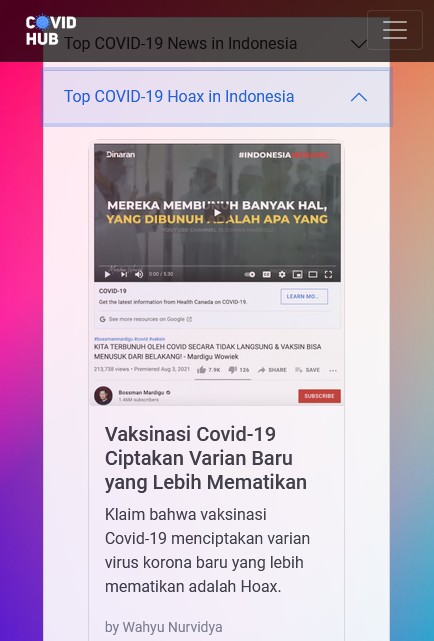 COVID
HUB
Top COVID-19 News in Indonesia
Top COVID-19 Hoax in Indonesia
Dinaran
#INDONESIA
MEREKA MEMBUNUH BANYAK HAL,
YANG DIBUNUH ADALAH APA YANG
0:00 / 5:30
COVID-19
Get the latest information from Health Canada on COVID-19.
LEARN MO...
See more resources on Google
#bossmanmardigu #covid #vaksin
KITA TERBUNUH OLEH COVID SECARA TIDAK LANGSUNG & VAKSIN BISA
MENUSUK DARI BELAKANG! - Mardigu Wowiek
213,738 views • Premiered Aug 3, 2021
7.9K
126
SHARE
SAVE
...
Bossman Mardigu
1.46M subscribers
SUBSCRIBE
Vaksinasi Covid-19
Ciptakan Varian Baru
yang Lebih Mematikan
Klaim bahwa vaksinasi
Covid-19 menciptakan varian
virus korona baru yang lebih
mematikan adalah Hoax.
by Wahyu Nurvidya